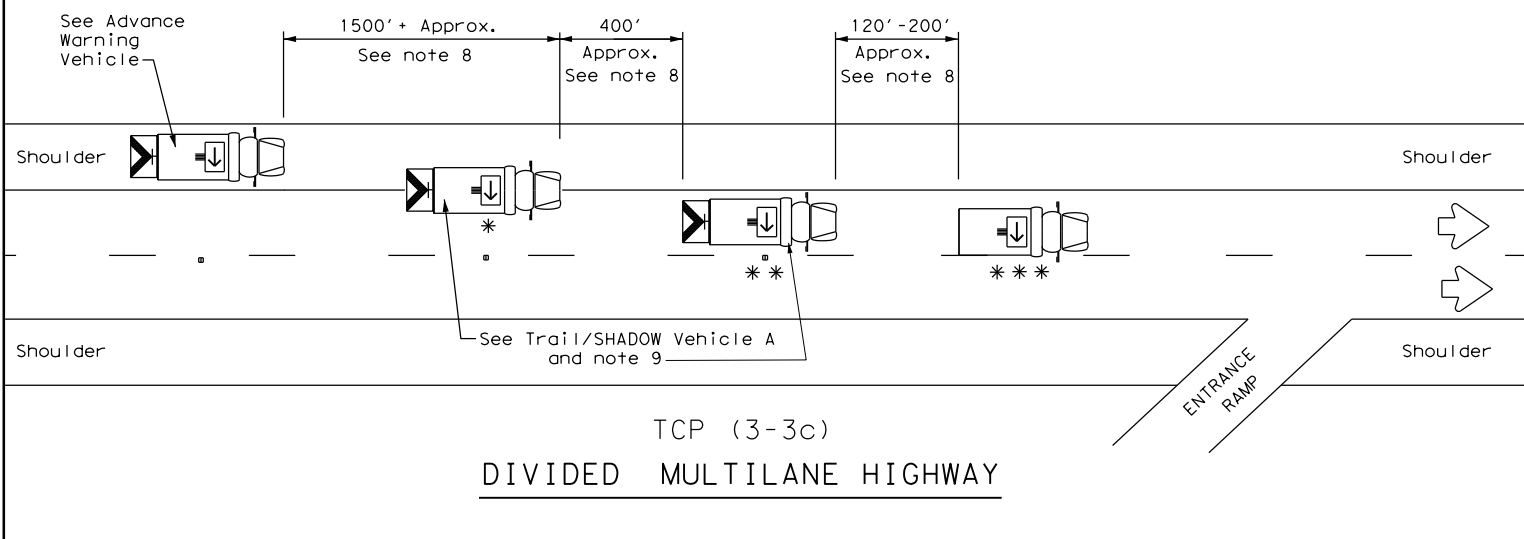 See Advance
Warning
Vehicle
1500'+ Approx.
See note 8
400'
Approx.
See note 8
120'-200'
Approx.
See note 8
Shoulder
Shoulder
*
**
***
See Trail/SHADOW Vehicle A
and note 9
Shoulder
Shoulder
ENTRANCE
RAMP
TCP (3-3c)
DIVIDED MULTILANE HIGHWAY